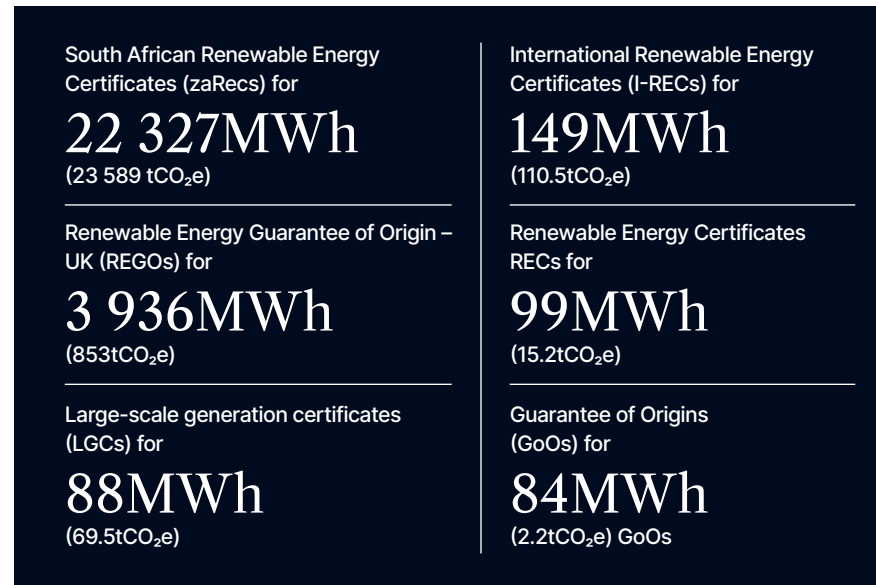 South African Renewable Energy
Certificates (zaRecs) for
22 327MWh
(23 589 tCO₂e)
Renewable Energy Guarantee of Origin –
UK (REGOs) for
3 936MWh
(853tCO₂e)
Large-scale generation certificates
(LGCs) for
88MWh
(69.5tCO₂e)
International Renewable Energy
Certificates (I-RECs) for
149MWh
(110.5tCO₂e)
Renewable Energy Certificates
RECs for
99MWh
(15.2tCO₂e)
Guarantee of Origins
(GoOs) for
84MWh
(2.2tCO₂e) GoOs